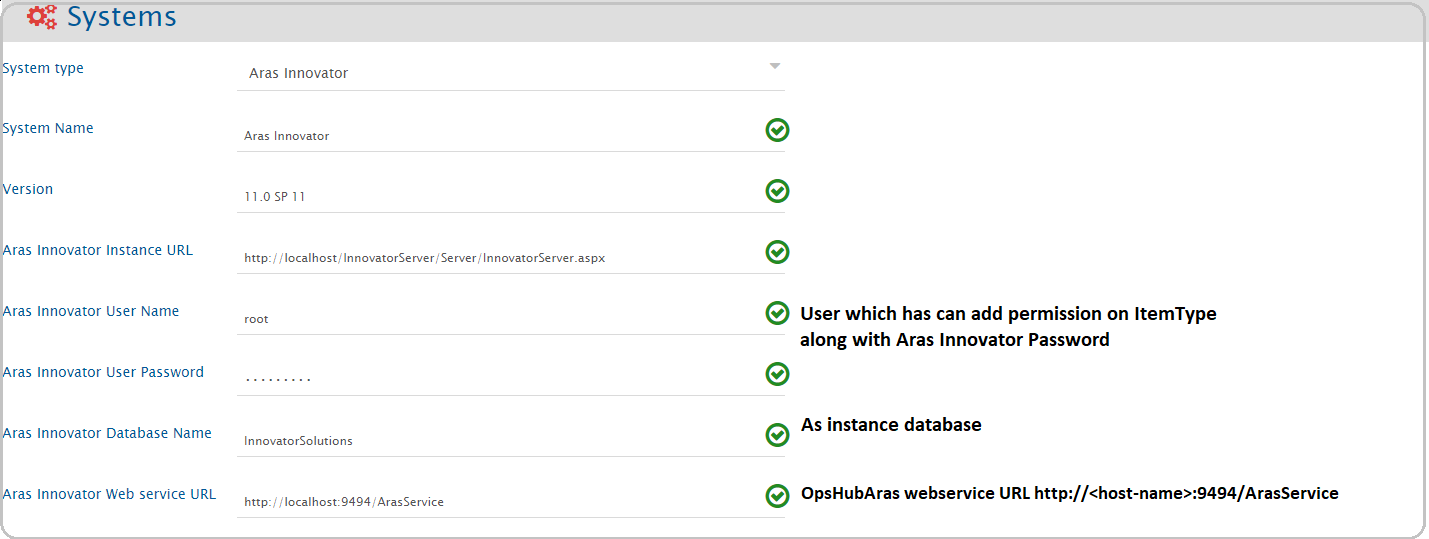 Systems
System type
Aras Innovator
System Name
Aras Innovator
Version
11.0 SP 11
Aras Innovator Instance URL
http://localhost/InnovatorServer/Server/InnovatorServer.aspx
Aras Innovator User Name
root
User which has can add permission on ItemType
along with Aras Innovator Password
Aras Innovator User Password
.........
Aras Innovator Database Name
InnovatorSolutions
As instance database
Aras Innovator Web service URL
http://localhost:9494/ArasService
OpsHubAras webservice URL http://<host-name>:9494/ArasService